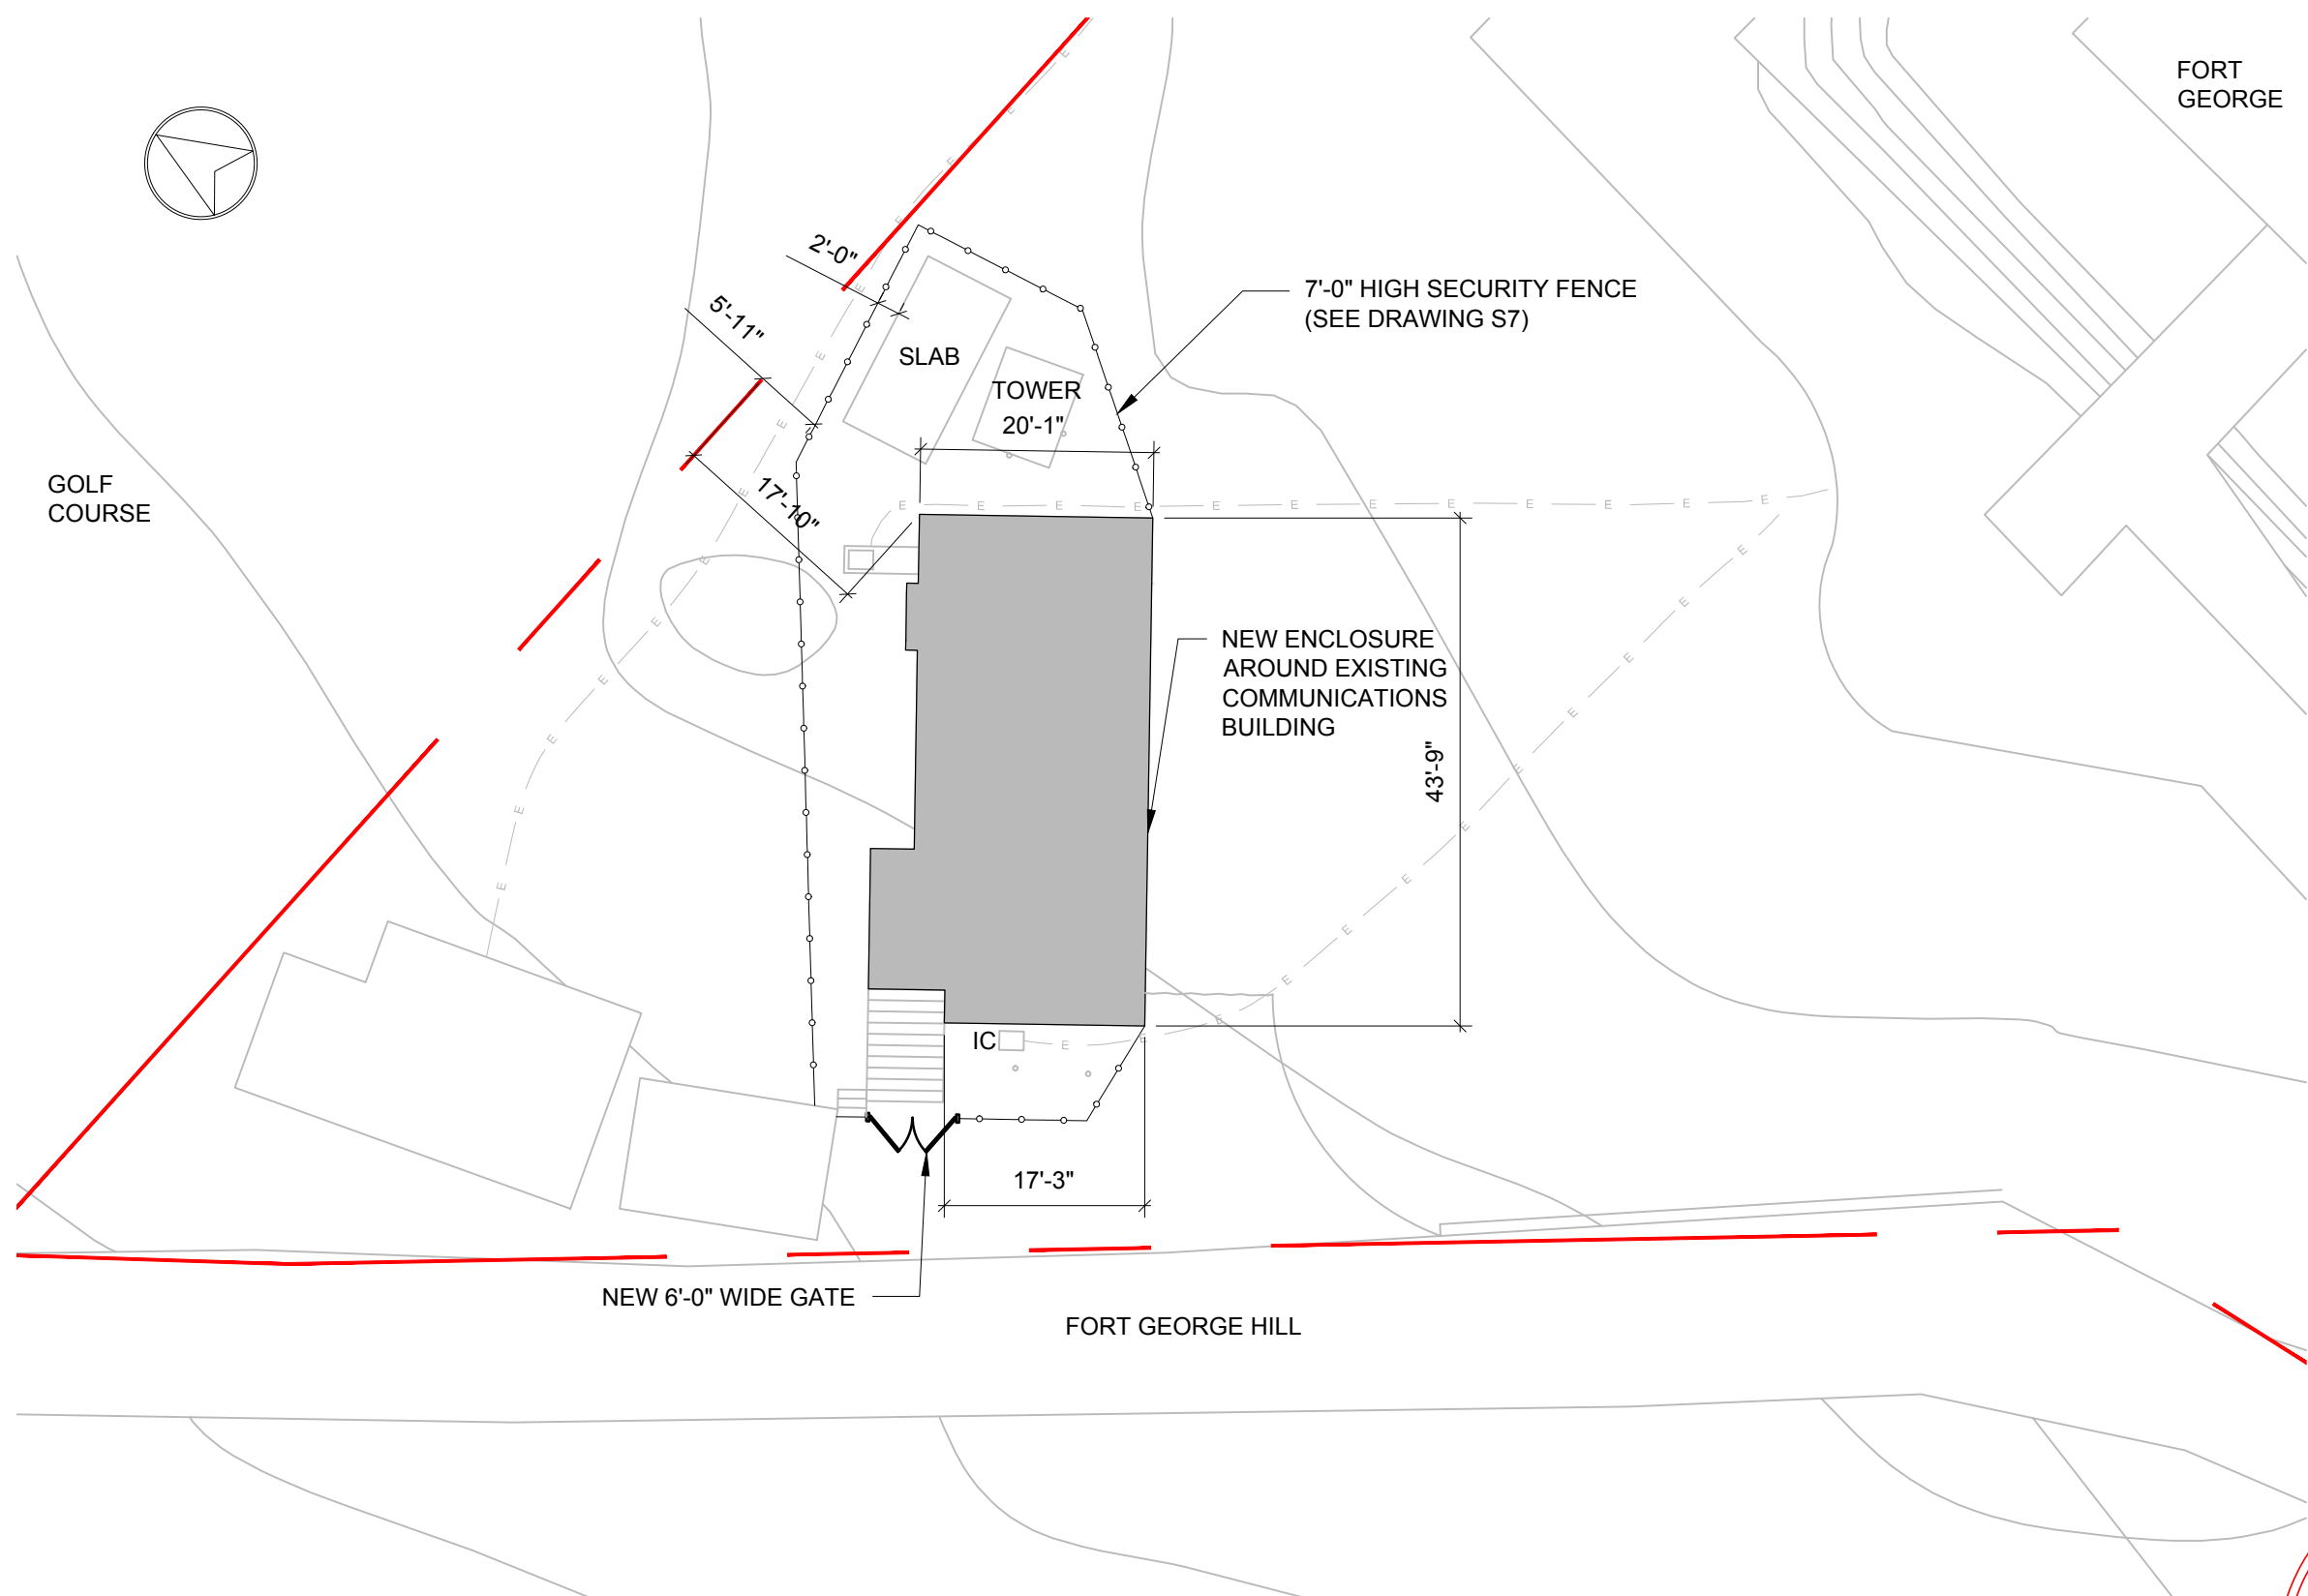 FORT
GEORGE
2'-0"
7'-0" HIGH SECURITY FENCE
(SEE DRAWING S7)
5'-11"
SLAB
TOWER
20'-1"
GOLF
COURSE
17'-10"
E E E E E E E E E E E E
NEW ENCLOSURE
AROUND EXISTING
COMMUNICATIONS
BUILDING
43'-9"
IC
17'-3"
NEW 6'-0" WIDE GATE
FORT GEORGE HILL